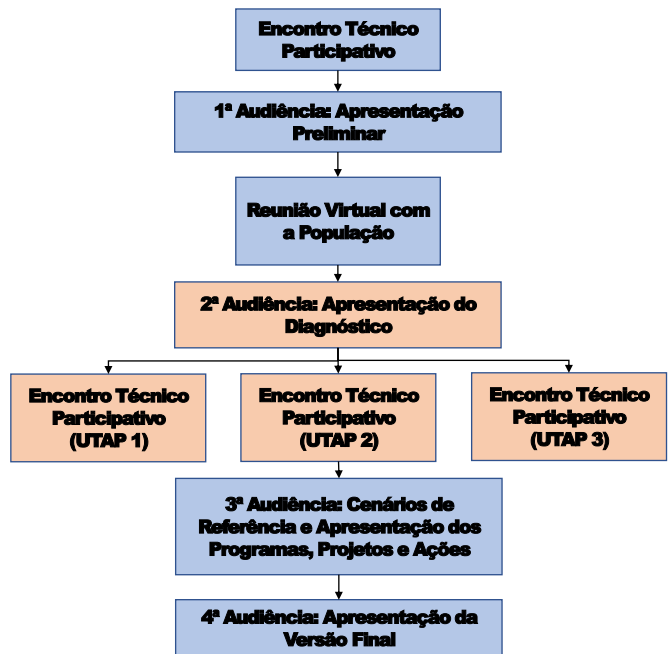 Encontro Técnico
Participativo
1ª Audiência: Apresentação
Preliminar
Reunião Virtual com
a População
2ª Audiência: Apresentação do
Diagnóstico
Encontro Técnico
Participativo
(UTAP 1)
Encontro Técnico
Participativo
(UTAP 2)
Encontro Técnico
Participativo
(UTAP 3)
3ª Audiência: Cenários de
Referência e Apresentação dos
Programas, Projetos e Ações
4ª Audiência: Apresentação da
Versão Final